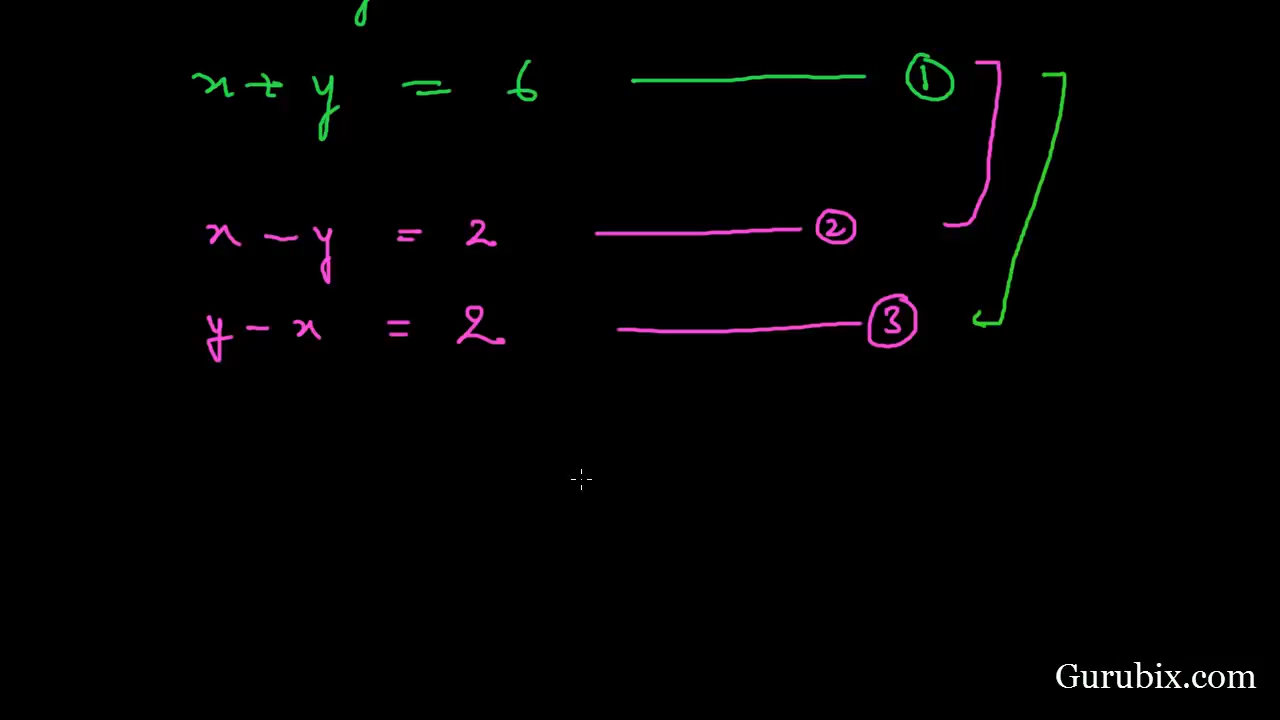 x + y = 6 ——— ①
x - y = 2 ——— ②
y - x = 2 ——— ③
Gurubix.com